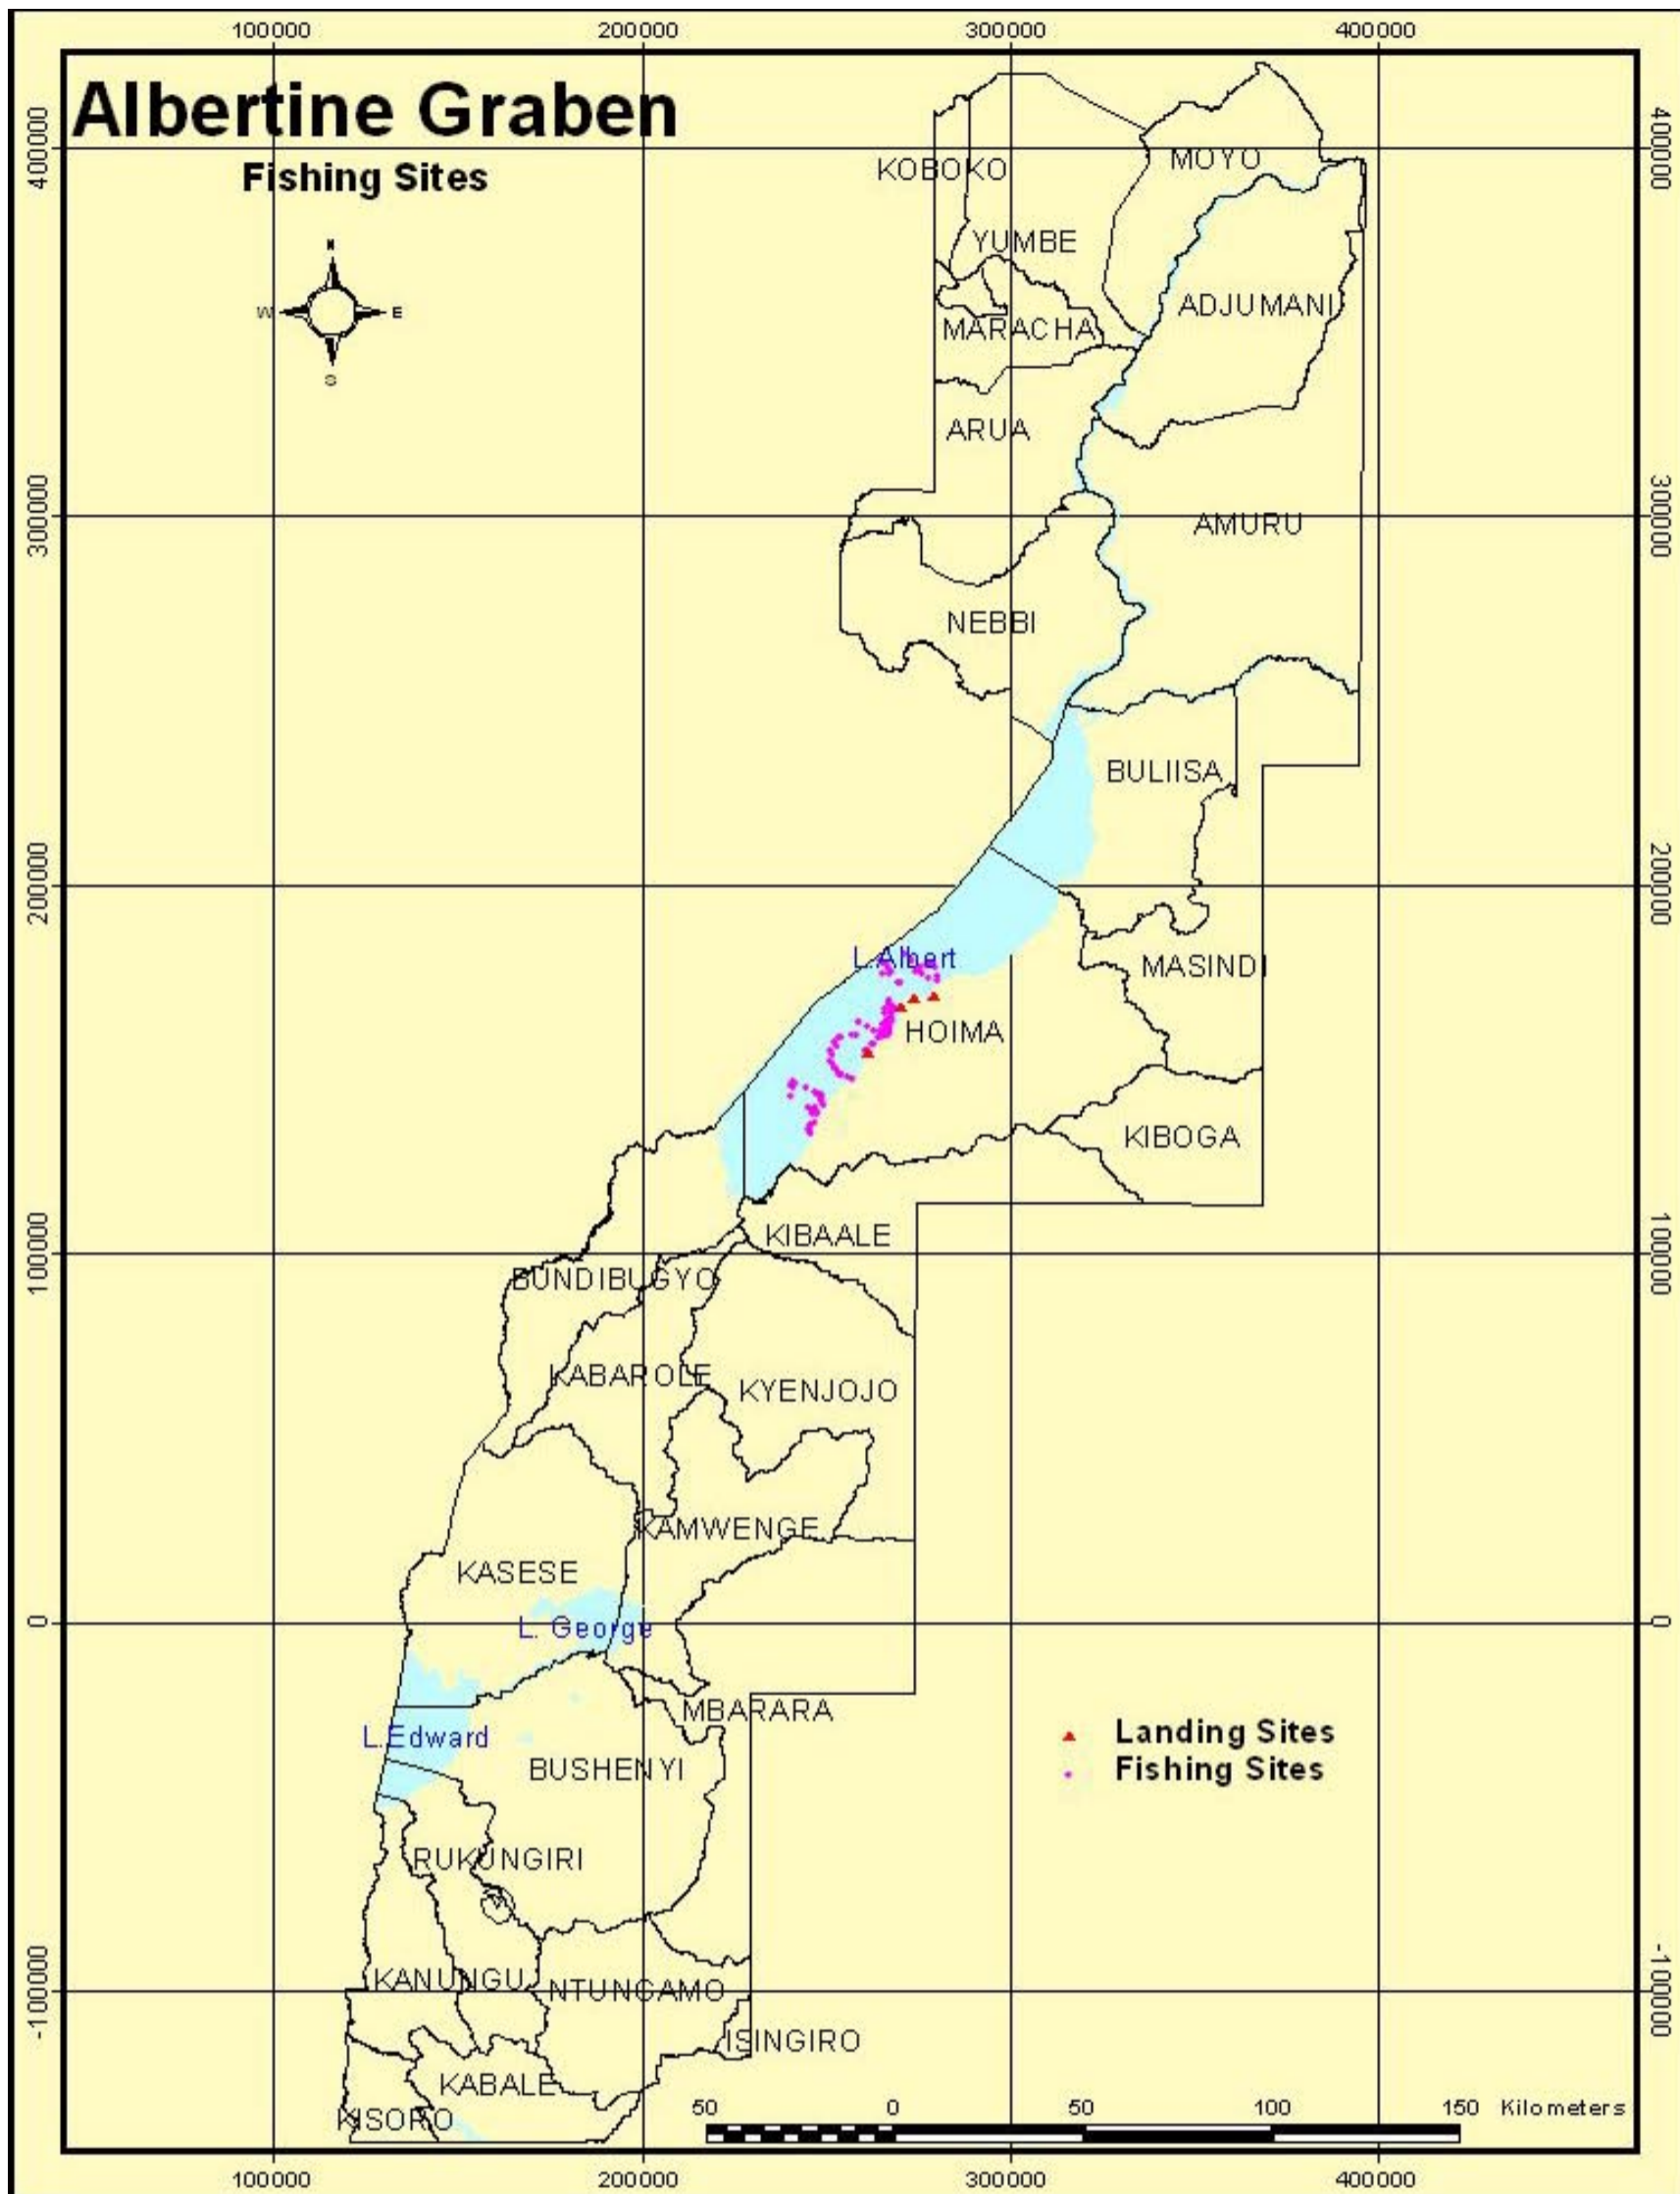 100000 200000 300000 400000
Albertine Graben
Fishing Sites
N
W E
S
400000 400000
KOBOKO
MOYO
YUMBE
ADJUMANI
MARACHA
ARUA
300000 300000
AMURU
NEBBI
BULIISA
200000 200000
L.Albert
MASINDI
HOIMA
KIBOGA
KIBAALE
100000 100000
BUNDIBUGYO
KABAROLE
KYENJOJO
KAMWENGE
KASESE
0 0
L. George
MBARARA
L.Edward
Landing Sites
BUSHENYI
Fishing Sites
RUKUNGIRI
KANUNGU
NTUNGAMO
-100000 -100000
ISINGIRO
KABALE
KISORO
50 0 50 100 150 Kilometers
100000 200000 300000 400000